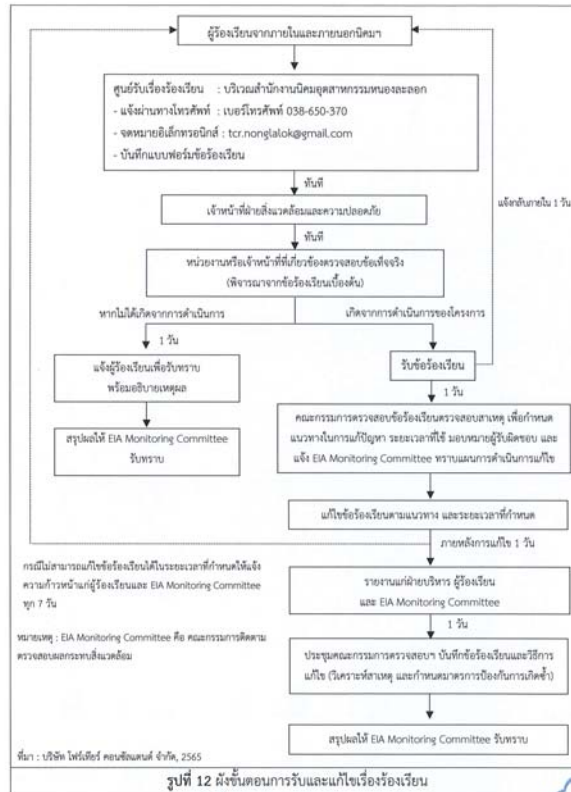 ผู้ร้องเรียนจากภายในและภายนอกนิคมฯ
ศูนย์รับเรื่องร้องเรียน : บริเวณสำนักงานนิคมอุตสาหกรรมหนองละลอก
- แจ้งผ่านทางโทรศัพท์ : เบอร์โทรศัพท์ 038-650-370
- จดหมายอิเล็กทรอนิกส์ : tcr.nonglalok@gmail.com
- บันทึกแบบฟอร์มข้อร้องเรียน
ทันที
แจ้งกลับภายใน 1 วัน
เจ้าหน้าที่ฝ่ายสิ่งแวดล้อมและความปลอดภัย
ทันที
หน่วยงานหรือเจ้าหน้าที่ที่เกี่ยวข้องตรวจสอบข้อเท็จจริง
(พิจารณาจากข้อร้องเรียนเบื้องต้น)
หากไม่ได้เกิดจากการดำเนินการ
เกิดจากการดำเนินการของโครงการ
1 วัน
แจ้งผู้ร้องเรียนเพื่อรับทราบ
พร้อมอธิบายเหตุผล
สรุปผลให้ EIA Monitoring Committee
รับทราบ
รับข้อร้องเรียน
1 วัน
คณะกรรมการตรวจสอบข้อร้องเรียนตรวจสอบสาเหตุ เพื่อกำหนด
แนวทางในการแก้ปัญหา ระยะเวลาที่ใช้ มอบหมายผู้รับผิดชอบ และ
แจ้ง EIA Monitoring Committee ทราบแผนการดำเนินการแก้ไข
แก้ไขข้อร้องเรียนตามแนวทาง และระยะเวลาที่กำหนด
ภายหลังการแก้ไข 1 วัน
กรณีไม่สามารถแก้ไขข้อร้องเรียนได้ในระยะเวลาที่กำหนดให้แจ้ง
ความก้าวหน้าแก่ผู้ร้องเรียนและ EIA Monitoring Committee
ทุก 7 วัน
รายงานแก่ฝ่ายบริหาร ผู้ร้องเรียน
และ EIA Monitoring Committee
1 วัน
หมายเหตุ : EIA Monitoring Committee คือ คณะกรรมการติดตาม
ตรวจสอบผลกระทบสิ่งแวดล้อม
ประชุมคณะกรรมการตรวจสอบฯ บันทึกข้อร้องเรียนและวิธีการ
แก้ไข (วิเคราะห์สาเหตุ และกำหนดมาตรการป้องกันการเกิดซ้ำ)
สรุปผลให้ EIA Monitoring Committee รับทราบ
ที่มา : บริษัท โฟร์เทียร์ คอนซัลแตนต์ จำกัด, 2565
รูปที่ 12 ผังขั้นตอนการรับและแก้ไขเรื่องร้องเรียน